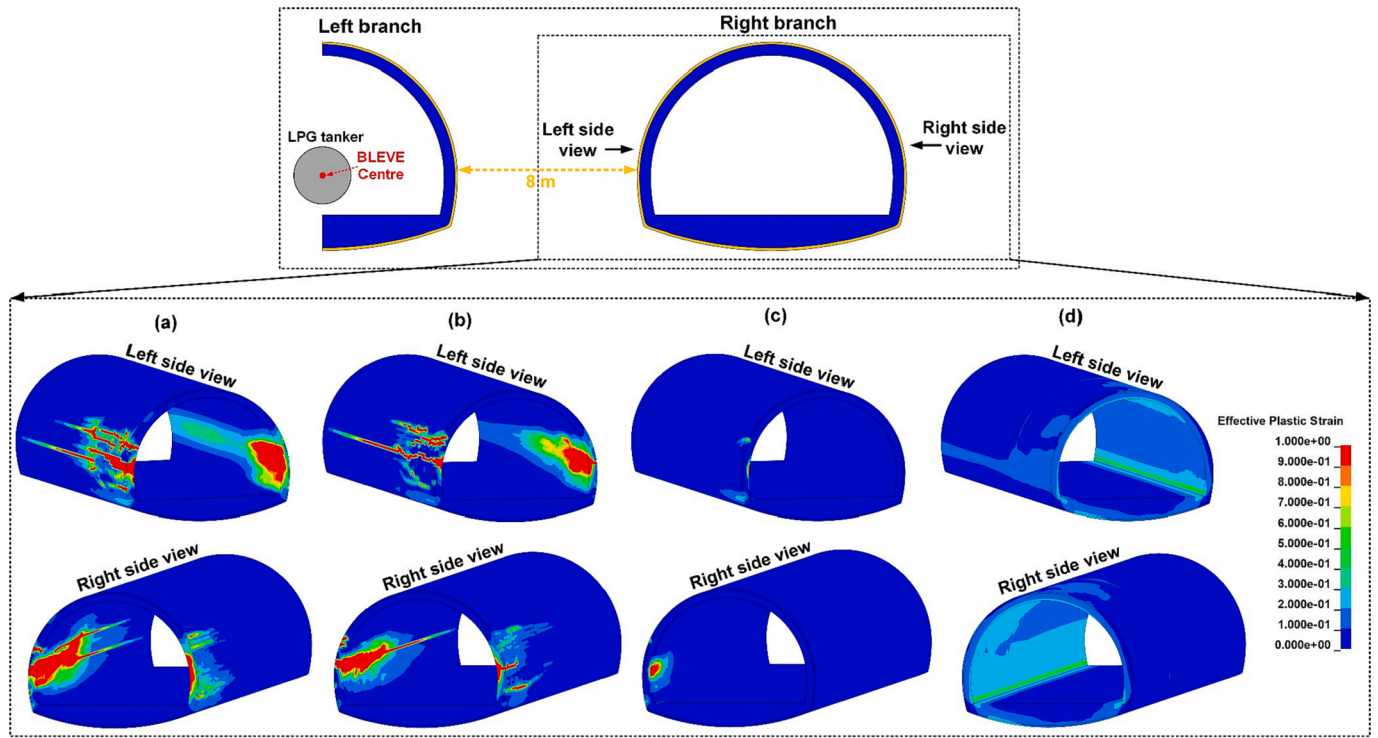 Left branch
Right branch
LPG tanker
BLEVE
Centre
8 m
Left side
view
Right side
view
(a)
(b)
(c)
(d)
Left side view
Left side view
Left side view
Left side view
Right side view
Right side view
Right side view
Right side view
Effective Plastic Strain
1.000e+00
9.000e-01
8.000e-01
7.000e-01
6.000e-01
5.000e-01
4.000e-01
3.000e-01
2.000e-01
1.000e-01
0.000e+00